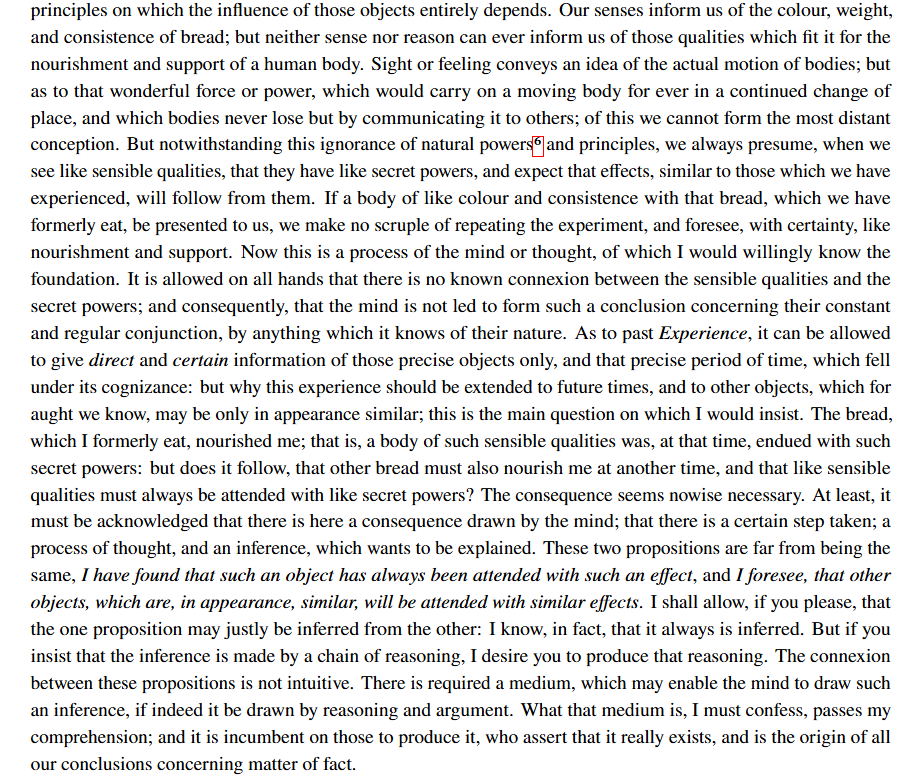 principles on which the influence of those objects entirely depends. Our senses inform us of the colour, weight,
and consistence of bread; but neither sense nor reason can ever inform us of those qualities which fit it for the
nourishment and support of a human body. Sight or feeling conveys an idea of the actual motion of bodies; but
as to that wonderful force or power, which would carry on a moving body for ever in a continued change of
place, and which bodies never lose but by communicating it to others; of this we cannot form the most distant
conception. But notwithstanding this ignorance of natural powers6 and principles, we always presume, when we
see like sensible qualities, that they have like secret powers, and expect that effects, similar to those which we have
experienced, will follow from them. If a body of like colour and consistence with that bread, which we have
formerly eat, be presented to us, we make no scruple of repeating the experiment, and foresee, with certainty, like
nourishment and support. Now this is a process of the mind or thought, of which I would willingly know the
foundation. It is allowed on all hands that there is no known connexion between the sensible qualities and the
secret powers; and consequently, that the mind is not led to form such a conclusion concerning their constant
and regular conjunction, by anything which it knows of their nature. As to past Experience, it can be allowed
to give direct and certain information of those precise objects only, and that precise period of time, which fell
under its cognizance: but why this experience should be extended to future times, and to other objects, which for
aught we know, may be only in appearance similar; this is the main question on which I would insist. The bread,
which I formerly eat, nourished me; that is, a body of such sensible qualities was, at that time, endued with such
secret powers: but does it follow, that other bread must also nourish me at another time, and that like sensible
qualities must always be attended with like secret powers? The consequence seems nowise necessary. At least, it
must be acknowledged that there is here a consequence drawn by the mind; that there is a certain step taken; a
process of thought, and an inference, which wants to be explained. These two propositions are far from being the
same, I have found that such an object has always been attended with such an effect, and I foresee, that other
objects, which are, in appearance, similar, will be attended with similar effects. I shall allow, if you please, that
the one proposition may justly be inferred from the other: I know, in fact, that it always is inferred. But if you
insist that the inference is made by a chain of reasoning, I desire you to produce that reasoning. The connexion
between these propositions is not intuitive. There is required a medium, which may enable the mind to draw such
an inference, if indeed it be drawn by reasoning and argument. What that medium is, I must confess, passes my
comprehension; and it is incumbent on those to produce it, who assert that it really exists, and is the origin of all
our conclusions concerning matter of fact.